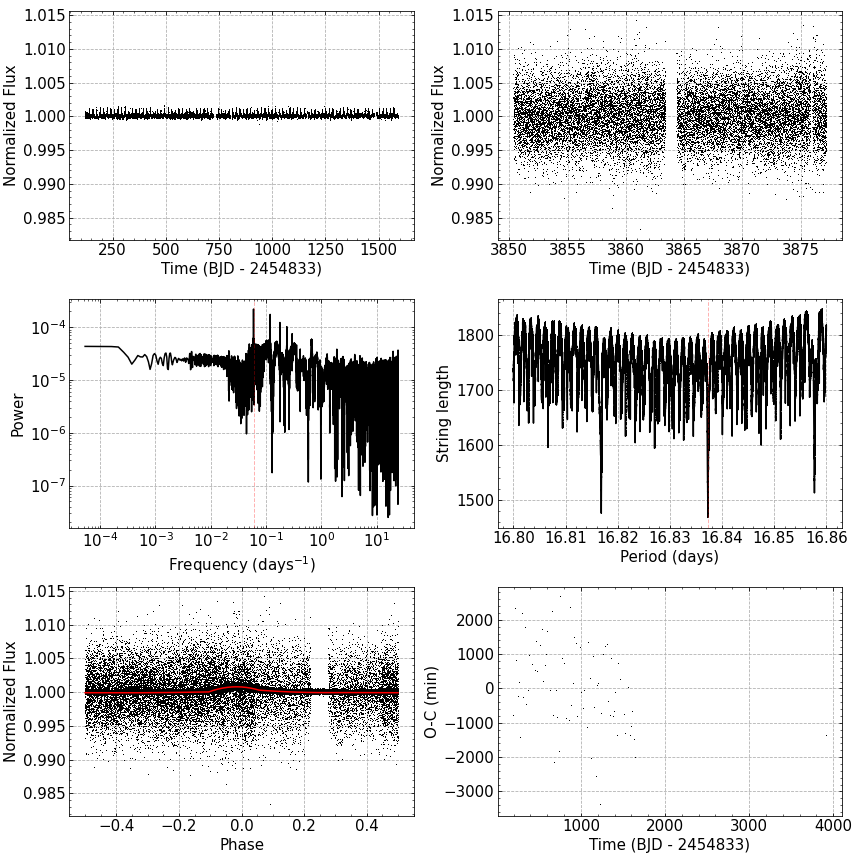 1.015
1.010
1.005
1.000
0.995
0.990
0.985
Normalized Flux
250 500 750 1000 1250 1500
Time (BJD - 2454833)
1.015
1.010
1.005
1.000
0.995
0.990
0.985
Normalized Flux
3850 3855 3860 3865 3870 3875
Time (BJD - 2454833)
10⁻⁴
10⁻⁵
10⁻⁶
10⁻⁷
Power
10⁻⁴ 10⁻³ 10⁻² 10⁻¹ 10⁰ 10¹
Frequency (days⁻¹)
1800
1700
1600
1500
String length
16.80 16.81 16.82 16.83 16.84 16.85 16.86
Period (days)
1.015
1.010
1.005
1.000
0.995
0.990
0.985
Normalized Flux
−0.4 −0.2 0.0 0.2 0.4
Phase
2000
1000
0
−1000
−2000
−3000
O-C (min)
1000 2000 3000 4000
Time (BJD - 2454833)